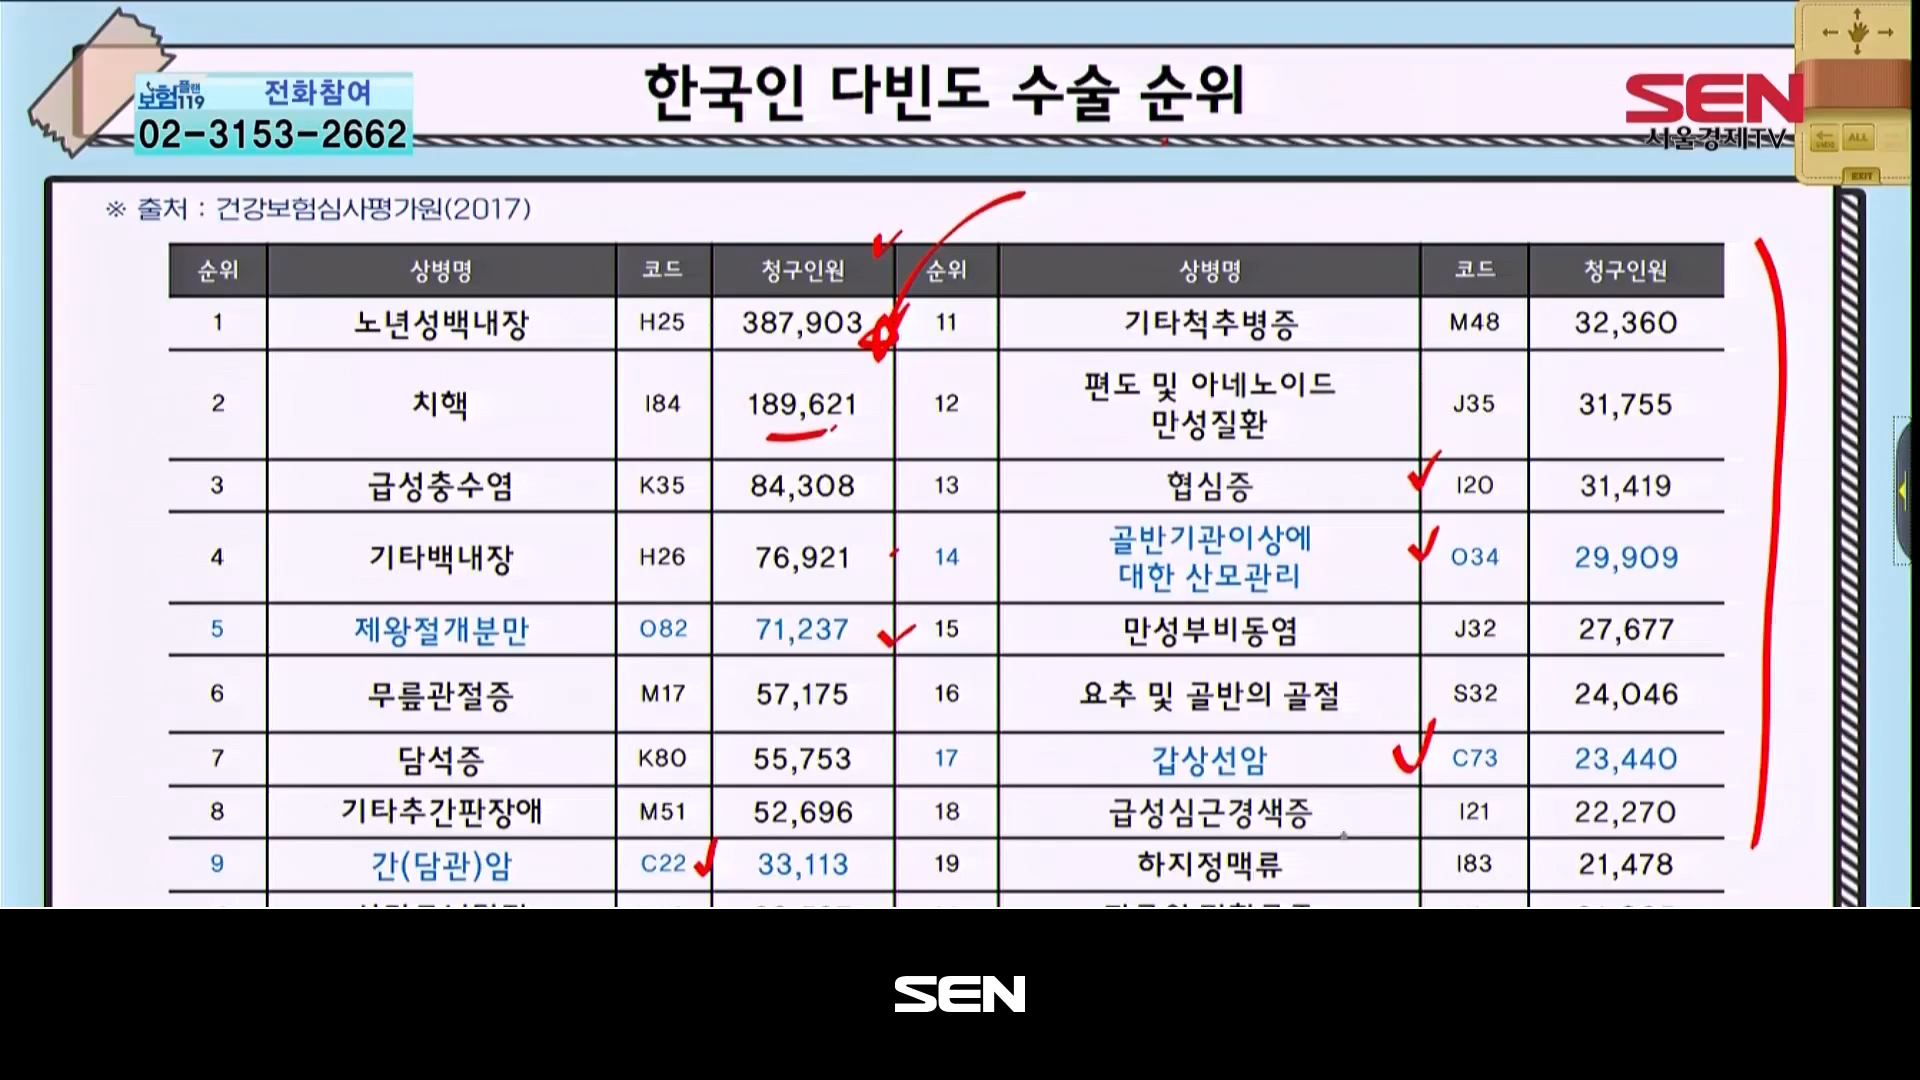 보험플랜119 전화참여
02-3153-2662
한국인 다빈도 수술 순위
SEN
서울경제TV
ALL
EXIT
※ 출처 : 건강보험심사평가원(2017)
순위 상병명 코드 청구인원 순위 상병명 코드 청구인원
1 노년성백내장 H25 387,903 11 기타척추병증 M48 32,360
2 치핵 I84 189,621 12 편도 및 아네노이드
만성질환 J35 31,755
3 급성충수염 K35 84,308 13 협심증 I20 31,419
4 기타백내장 H26 76,921 14 골반기관이상에
대한 산모관리 O34 29,909
5 제왕절개분만 O82 71,237 15 만성부비동염 J32 27,677
6 무릎관절증 M17 57,175 16 요추 및 골반의 골절 S32 24,046
7 담석증 K80 55,753 17 갑상선암 C73 23,440
8 기타추간판장애 M51 52,696 18 급성심근경색증 I21 22,270
9 간(담관)암 C22 33,113 19 하지정맥류 I83 21,478
SEN